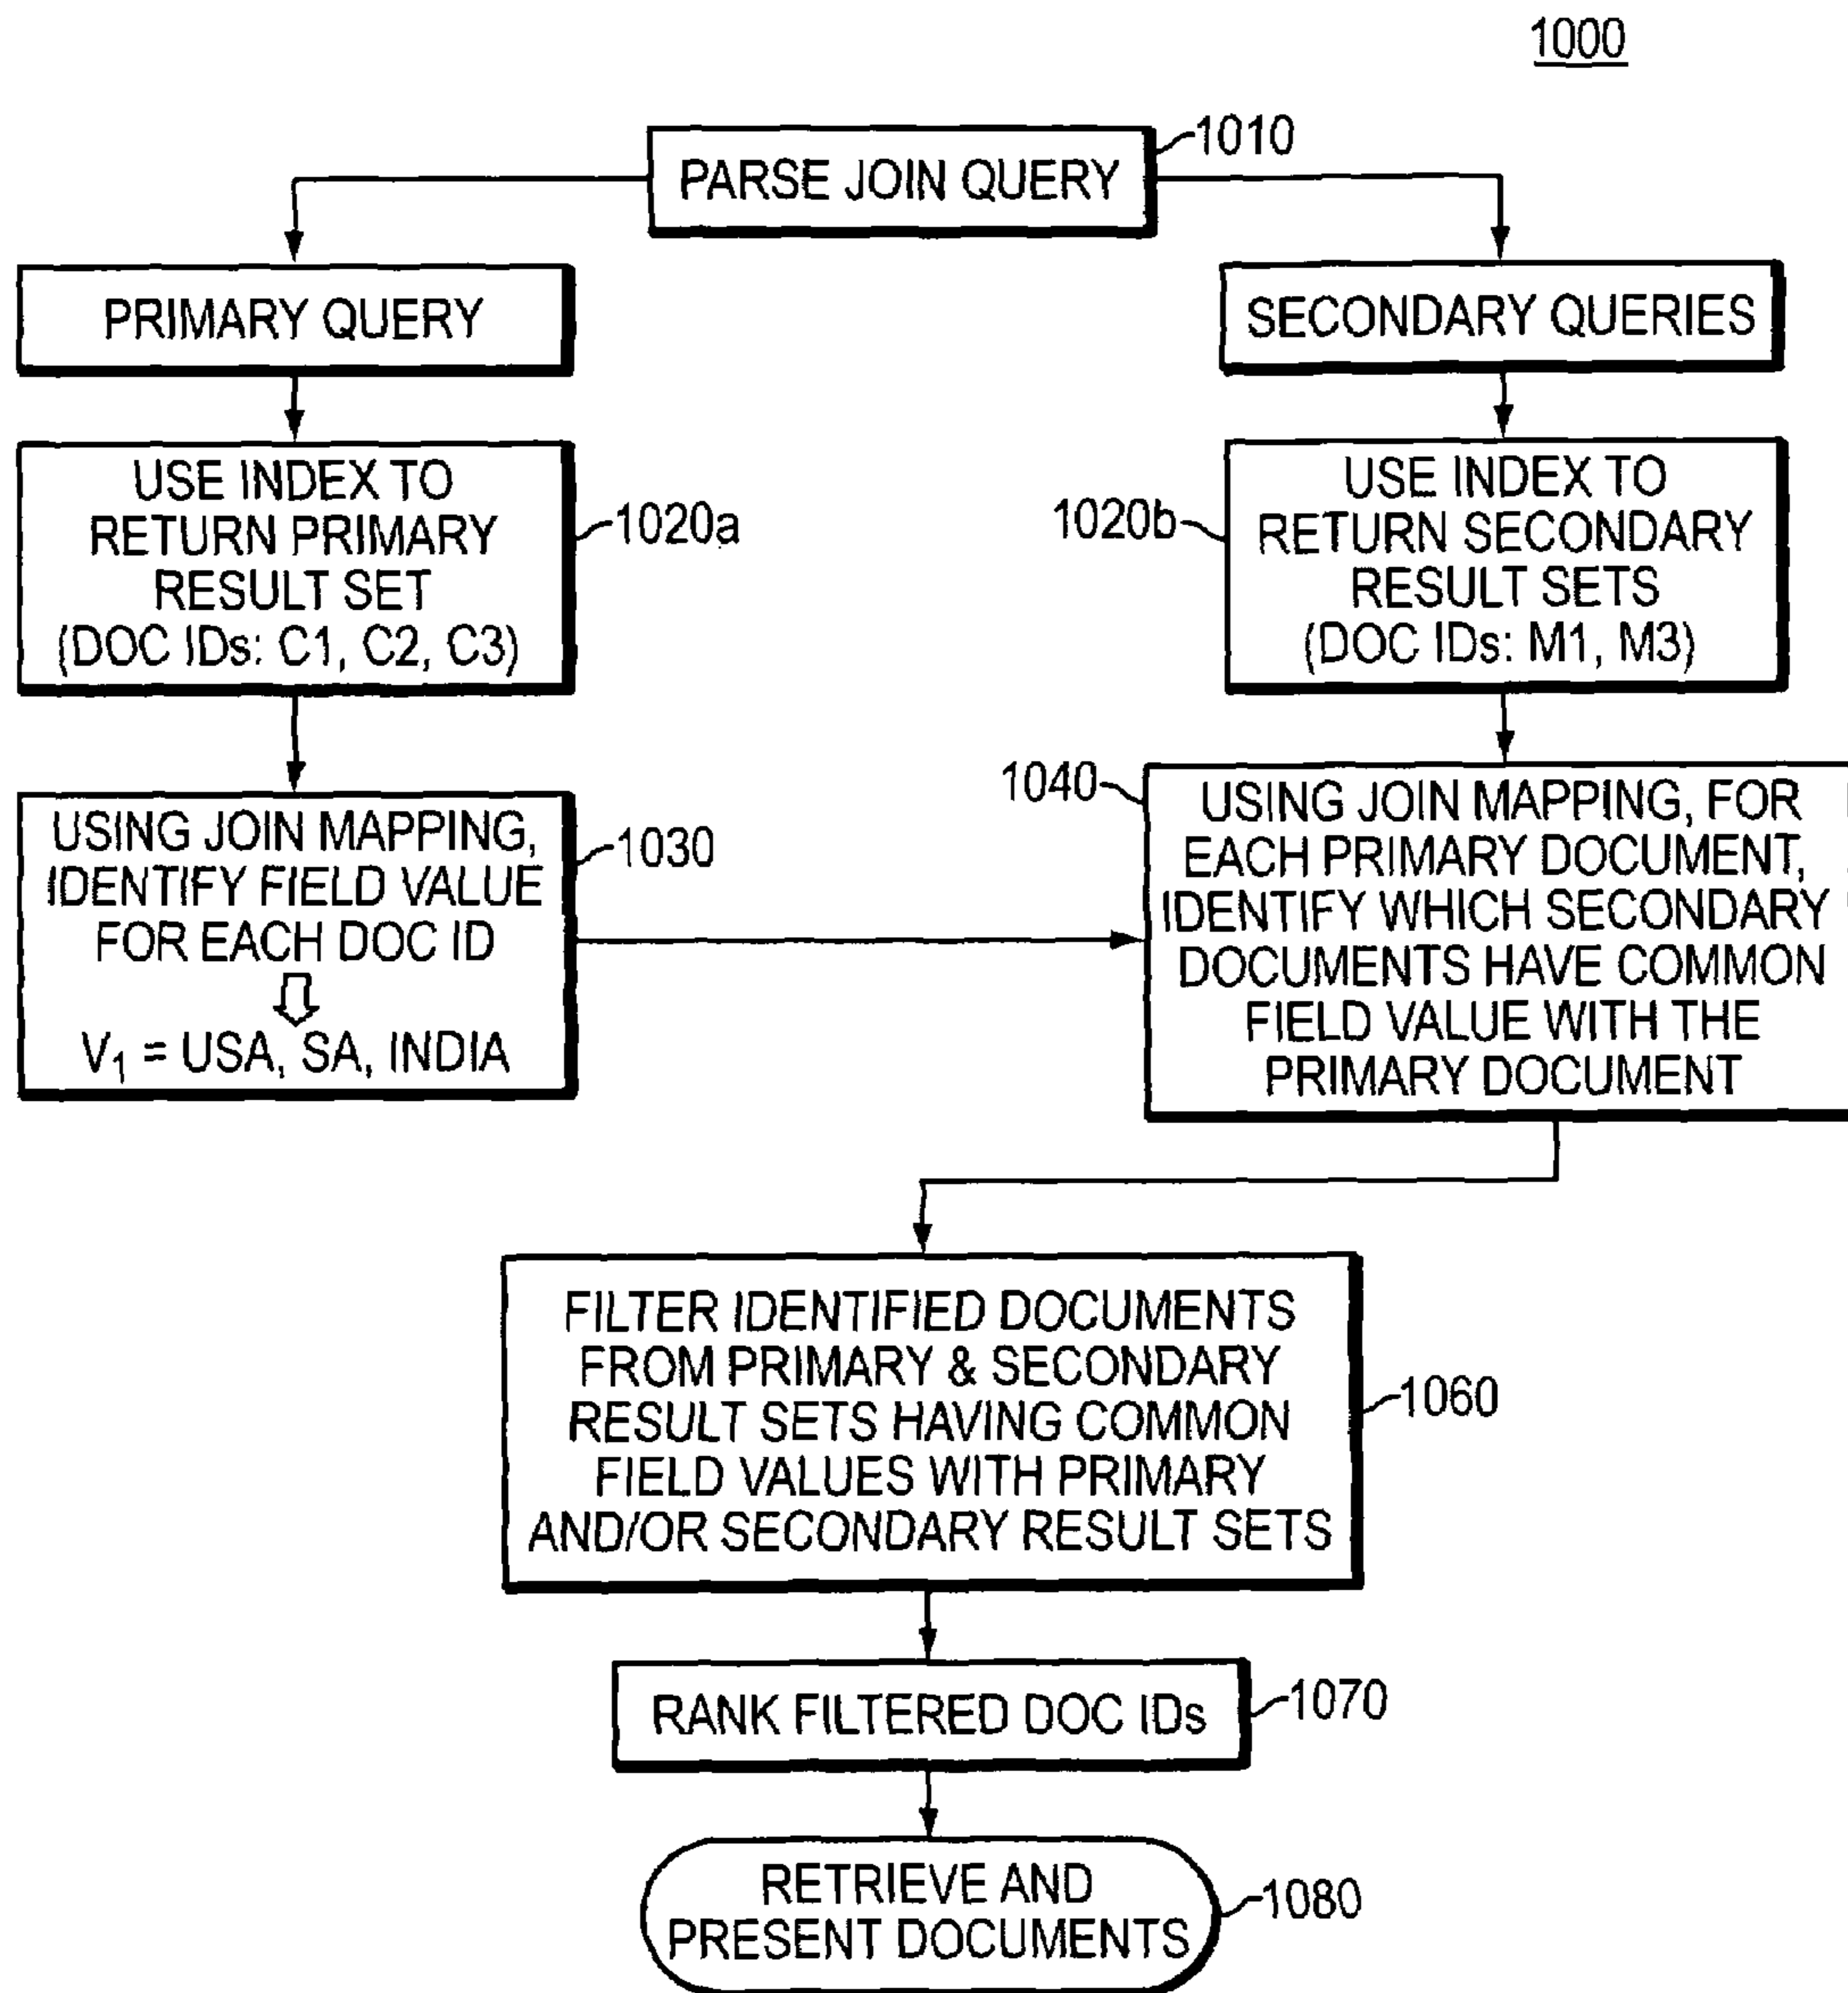 1000
PARSE JOIN QUERY
1010
PRIMARY QUERY
SECONDARY QUERIES
USE INDEX TO
RETURN PRIMARY
RESULT SET
(DOC IDs: C1, C2, C3)
1020a
1020b
USE INDEX TO
RETURN SECONDARY
RESULT SETS
(DOC IDs: M1, M3)
USING JOIN MAPPING,
IDENTIFY FIELD VALUE
FOR EACH DOC ID
V1 = USA, SA, INDIA
1030
1040
USING JOIN MAPPING, FOR
EACH PRIMARY DOCUMENT,
IDENTIFY WHICH SECONDARY
DOCUMENTS HAVE COMMON
FIELD VALUE WITH THE
PRIMARY DOCUMENT
FILTER IDENTIFIED DOCUMENTS
FROM PRIMARY & SECONDARY
RESULT SETS HAVING COMMON
FIELD VALUES WITH PRIMARY
AND/OR SECONDARY RESULT SETS
1060
RANK FILTERED DOC IDs
1070
RETRIEVE AND
PRESENT DOCUMENTS
1080